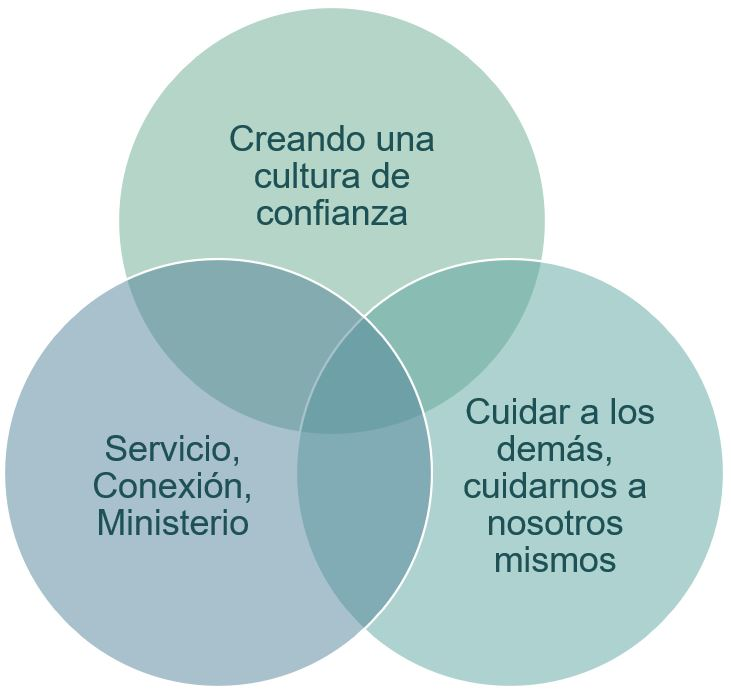 Creando una
cultura de
confianza
Servicio,
Conexión,
Ministerio
Cuidar a los
demás,
cuidarnos a
nosotros
mismos